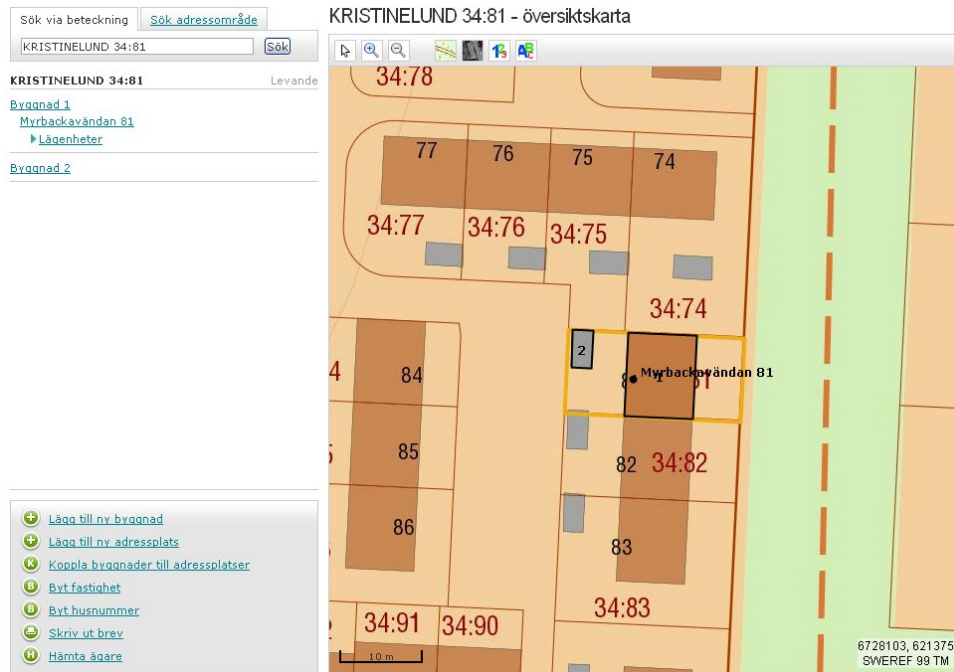 Sök via beteckning
Sök adressområde
KRISTINELUND 34:81
Sök
KRISTINELUND 34:81
Levande
Byggnad 1
Myrbackavändan 81
Lägenheter
Byggnad 2
Lägg till ny byggnad
Lägg till ny adressplats
Koppla byggnader till adressplatser
Byt fastighet
Byt husnummer
Skriv ut brev
Hämta ägare
KRISTINELUND 34:81 - översiktskarta
34:78
77 76 75 74
34:77 34:76 34:75
34:74
2
Myrbackavändan 81
4 84
85
82 34:82
86
83
34:83
34:91 34:90
10 m
6728103, 621375
SWEREF 99 TM